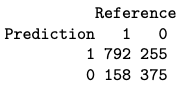 Reference
Prediction 1 0
1 792 255
0 158 375